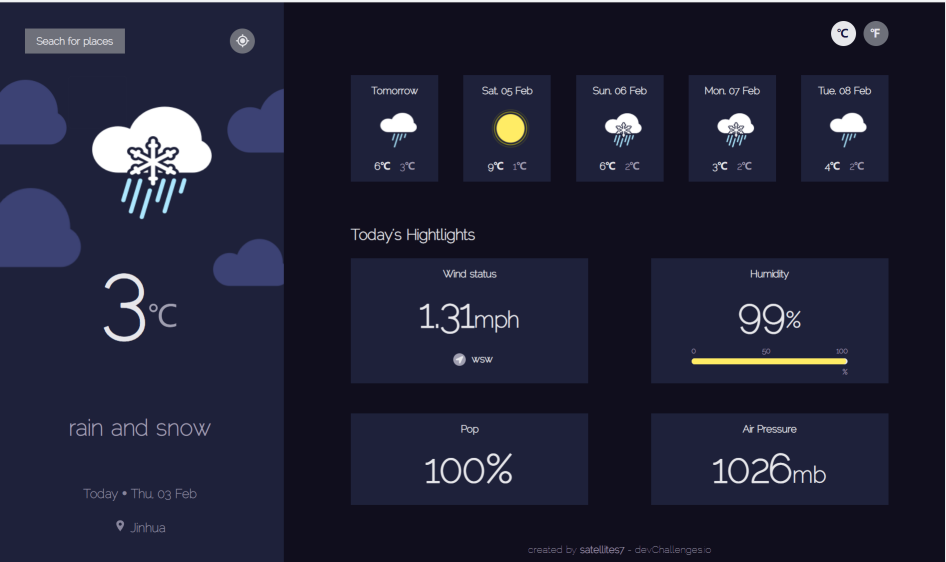 Seach for places
3℃
rain and snow
Today • Thu. 03 Feb
Jinhua
℃ ℉
Tomorrow
6℃ 3℃
Sat. 05 Feb
9℃ 1℃
Sun. 06 Feb
6℃ 2℃
Mon. 07 Feb
3℃ 2℃
Tue. 08 Feb
4℃ 2℃
Today's Hightlights
Wind status
1.31mph
WSW
Humidity
99%
0 50 100
%
Pop
100%
Air Pressure
1026mb
created by satellites7 - devChallenges.io